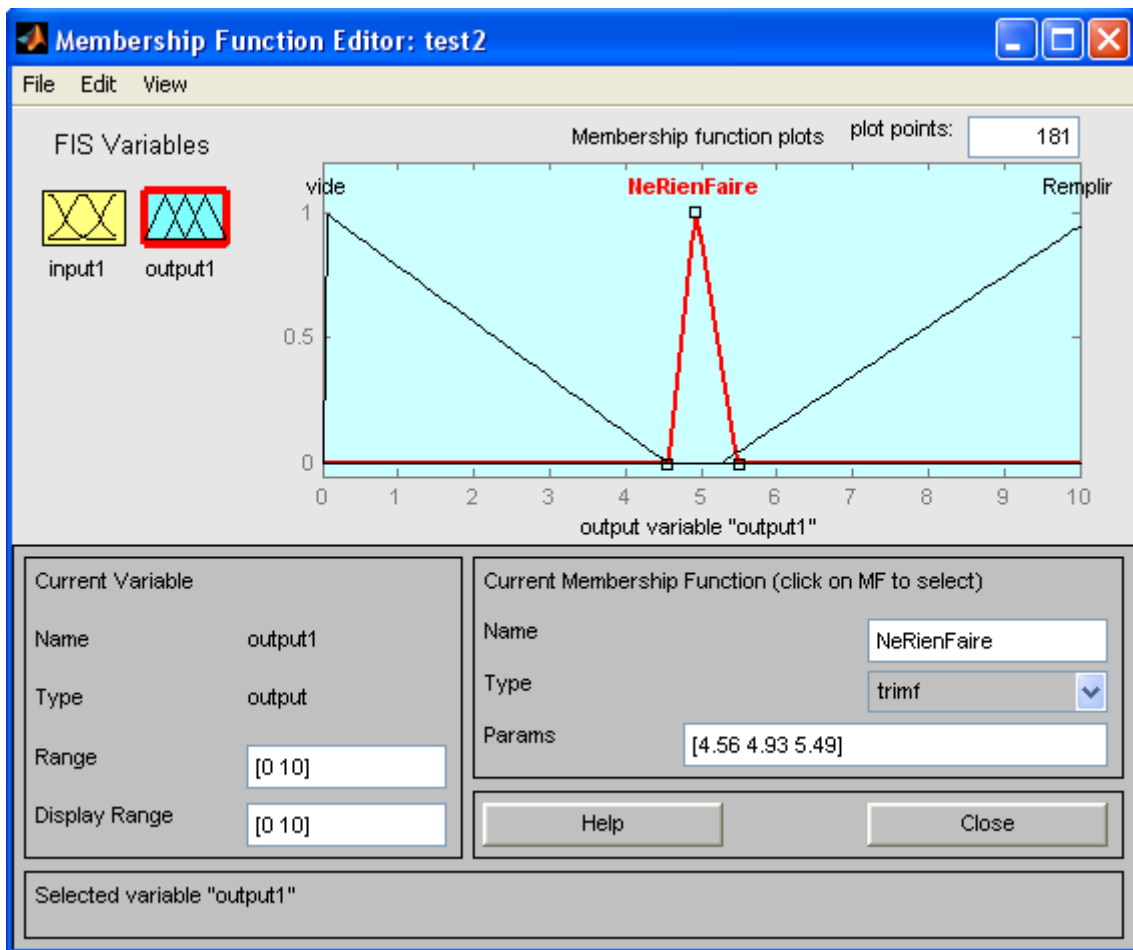 Membership Function Editor: test2
File Edit View
FIS Variables
Membership function plots
plot points:
181
input1
output1
vide
NeRienFaire
Remplir
1
0.5
0
0 1 2 3 4 5 6 7 8 9 10
output variable "output1"
Current Variable
Name output1
Type output
Range [0 10]
Display Range [0 10]
Current Membership Function (click on MF to select)
Name NeRienFaire
Type trimf
Params [4.56 4.93 5.49]
Help
Close
Selected variable "output1"